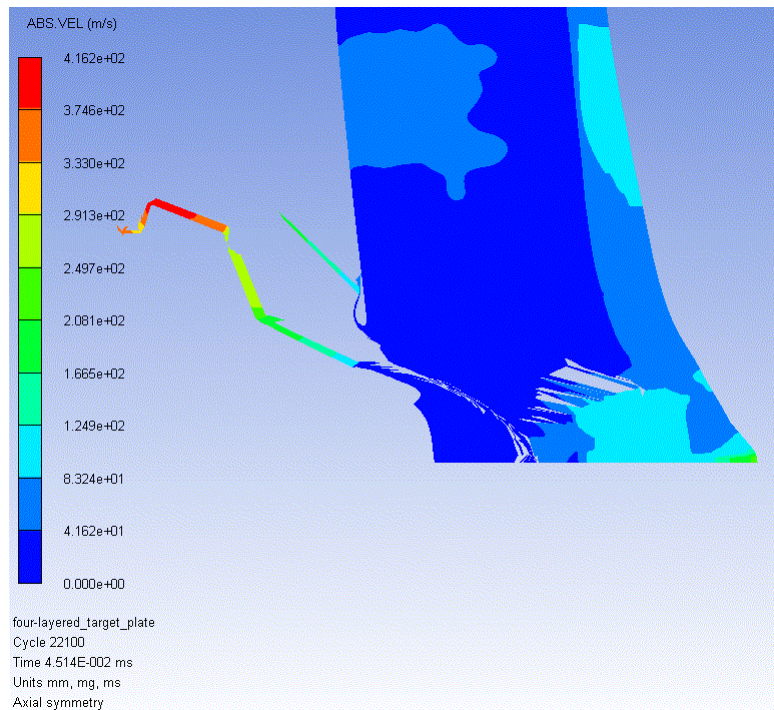 ABS.VEL (m/s)
4.162e+02
3.746e+02
3.330e+02
2.913e+02
2.497e+02
2.081e+02
1.665e+02
1.249e+02
8.324e+01
4.162e+01
0.000e+00
four-layered_target_plate
Cycle 22100
Time 4.514E-002 ms
Units mm, mg, ms
Axial symmetry